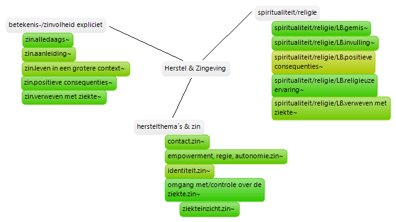 spiritualiteit/religie
spiritualiteit/religie/LB.gemis~
spiritualiteit/religie/LB.invulling~
spiritualiteit/religie/LB.positieve
consequenties~
spiritualiteit/religie/LB.religieuze
ervaring~
spiritualiteit/religie/LB.verweven met
ziekte~
betekenis-/zinvolheid expliciet
zin.alledaags~
zin.aanleiding~
zin.leven in een grotere context~
zin.positieve consequenties~
zin.verweven met ziekte~
Herstel & Zingeving
herstelthema´s & zin
contact.zin~
empowerment, regie, autonomie.zin~
identiteit.zin~
omgang met/controle over de
ziekte.zin~
ziekteinzicht.zin~